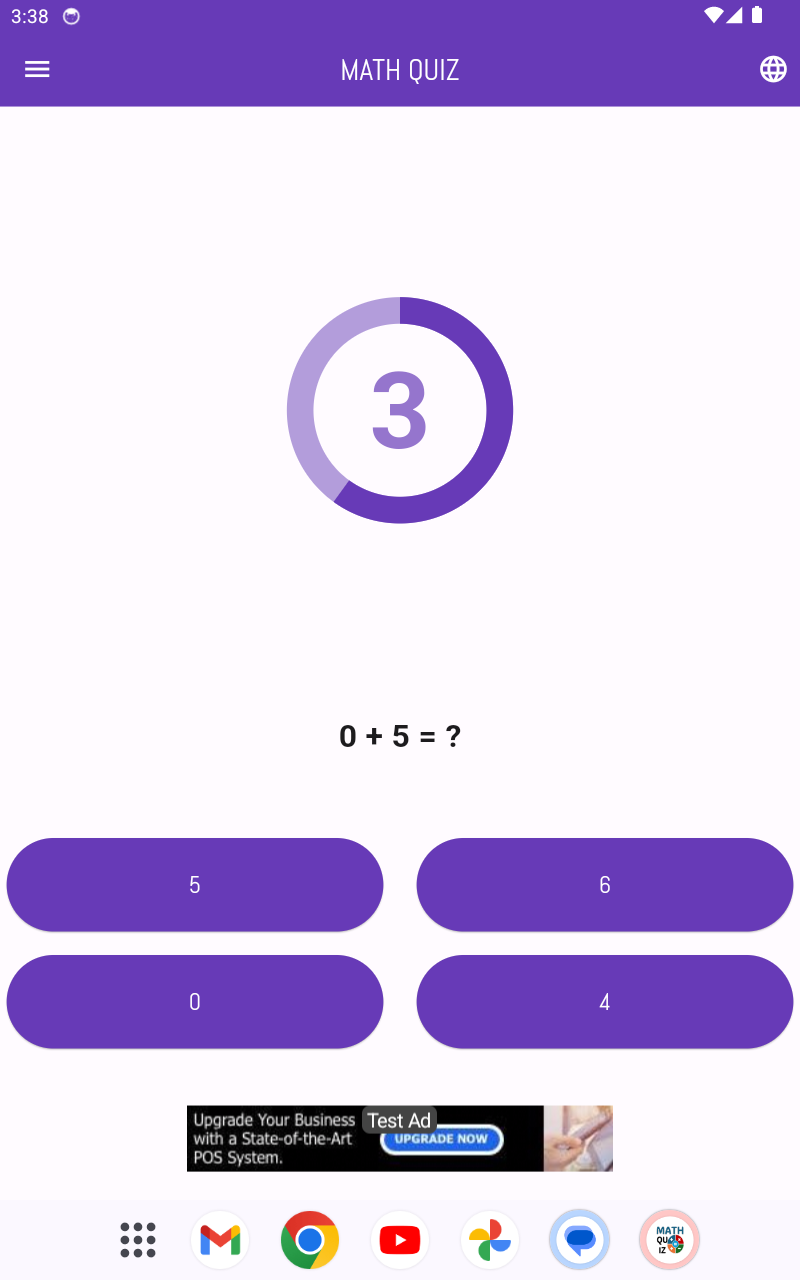 3:38
MATH QUIZ
3
0 + 5 = ?
5
6
0
4
Upgrade Your Business
with a State-of-the-Art
POS System.
Test Ad
UPGRADE NOW
MATH
QU
IZ